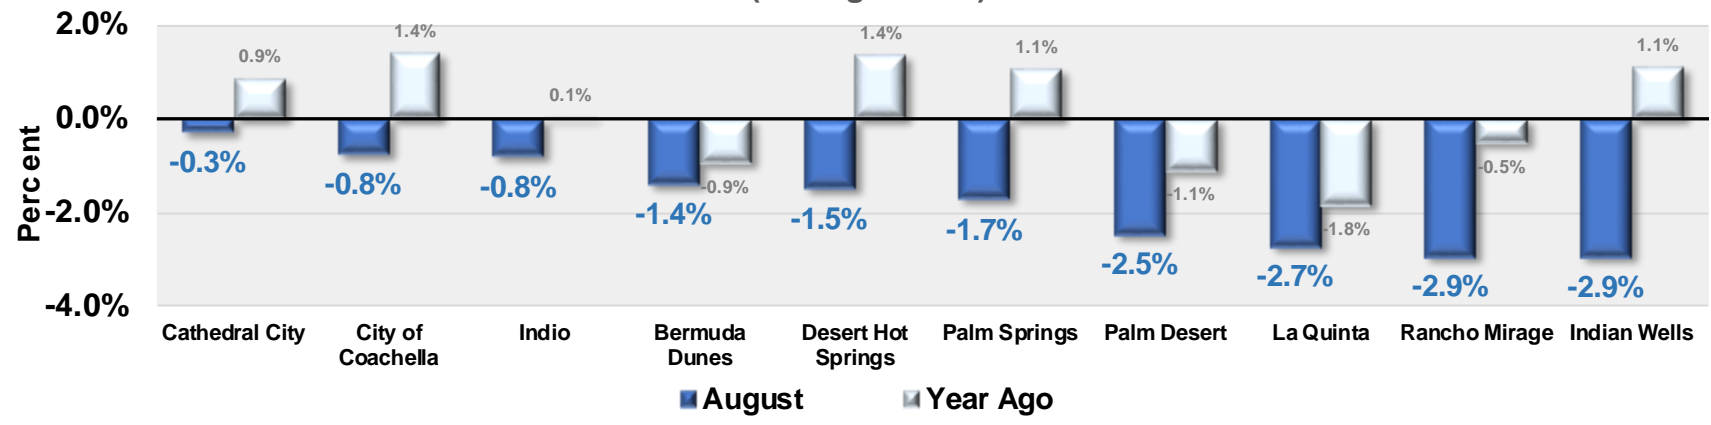 2.0%
0.0%
-2.0%
-4.0%
Percent
0.9%
1.4%
0.1%
-0.9%
1.4%
1.1%
-1.1%
-1.8%
-0.5%
1.1%
-0.3%
-0.8%
-0.8%
-1.4%
-1.5%
-1.7%
-2.5%
-2.7%
-2.9%
-2.9%
Cathedral City
City of
Coachella
Indio
Bermuda
Dunes
Desert Hot
Springs
Palm Springs
Palm Desert
La Quinta
Rancho Mirage
Indian Wells
August
Year Ago